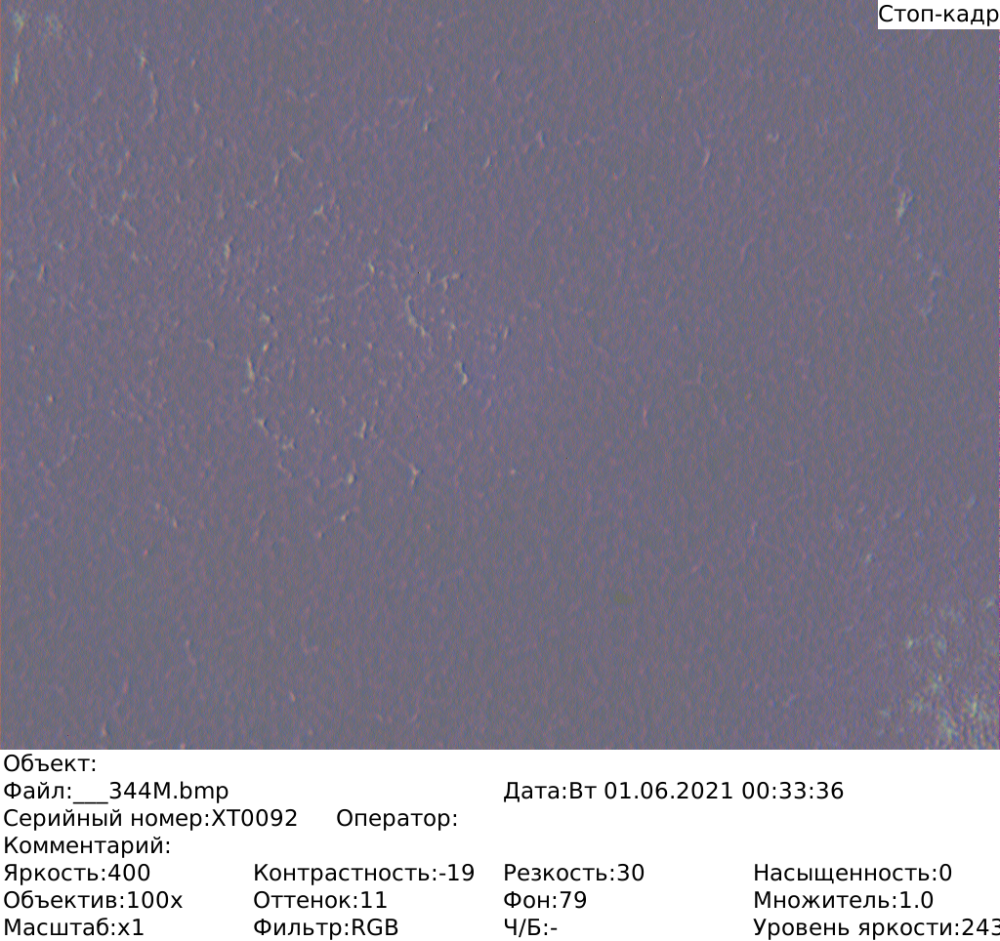 Стоп-кадр
Объект:
Файл:___344M.bmp Дата:Вт 01.06.2021 00:33:36
Серийный номер:XT0092 Оператор:
Комментарий:
Яркость:400 Контрастность:-19 Резкость:30 Насыщенность:0
Объектив:100x Оттенок:11 Фон:79 Множитель:1.0
Масштаб:x1 Фильтр:RGB Ч/Б:- Уровень яркости:243